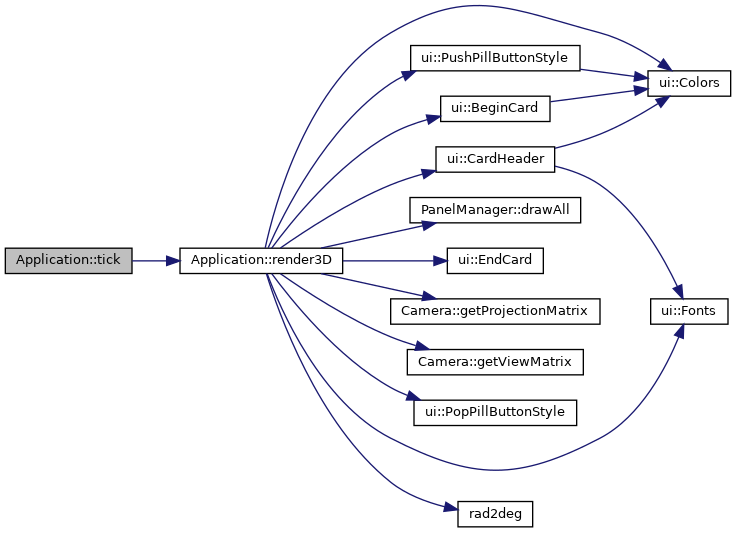 Application::tick
Application::render3D
ui::PushPillButtonStyle
ui::BeginCard
ui::CardHeader
PanelManager::drawAll
ui::EndCard
Camera::getProjectionMatrix
Camera::getViewMatrix
ui::PopPillButtonStyle
rad2deg
ui::Colors
ui::Fonts